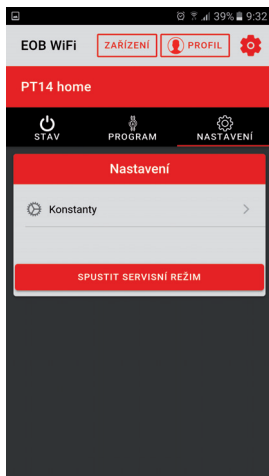 39% 9:32
EOB WiFi ZAŘÍZENÍ PROFIL
PT14 home
STAV PROGRAM NASTAVENÍ
Nastavení
Konstanty
SPUSTIT SERVISNÍ REŽIM